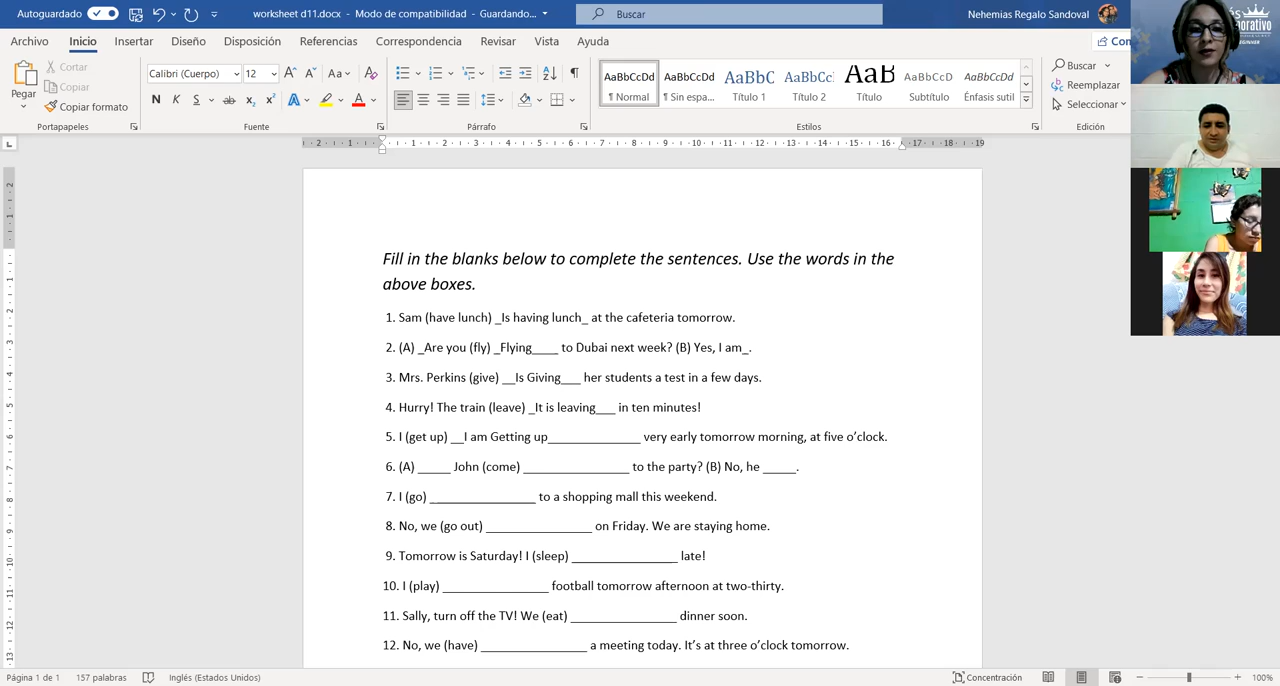 Autoguardado worksheet d11.docx - Modo de compatibilidad - Guardando... Buscar Nehemias Regalo Sandoval
Archivo Inicio Insertar Diseño Disposición Referencias Correspondencia Revisar Vista Ayuda
Pegar
Cortar
Copiar
Copiar formato
Portapapeles
Calibri (Cuerpo) 12
Fuente
Párrafo
AaBbCcDd AaBbCcDd AaBbC AaBbCc AaB AaBbCcD AaBbCcDd
¶ Normal ¶ Sin espa... Título 1 Título 2 Título Subtítulo Énfasis sutil
Estilos
Buscar
Reemplazar
Seleccionar
Edición
Fill in the blanks below to complete the sentences. Use the words in the
above boxes.
1. Sam (have lunch) _Is having lunch_ at the cafeteria tomorrow.
2. (A) _Are you (fly) _Flying____ to Dubai next week? (B) Yes, I am_.
3. Mrs. Perkins (give) __Is Giving___ her students a test in a few days.
4. Hurry! The train (leave) _It is leaving___ in ten minutes!
5. I (get up) __I am Getting up______________ very early tomorrow morning, at five o’clock.
6. (A) _____ John (come) ________________ to the party? (B) No, he _____.
7. I (go) ________________ to a shopping mall this weekend.
8. No, we (go out) ________________ on Friday. We are staying home.
9. Tomorrow is Saturday! I (sleep) ________________ late!
10. I (play) ________________ football tomorrow afternoon at two-thirty.
11. Sally, turn off the TV! We (eat) ________________ dinner soon.
12. No, we (have) ________________ a meeting today. It’s at three o’clock tomorrow.
Página 1 de 1 157 palabras Inglés (Estados Unidos) Concentración 100%